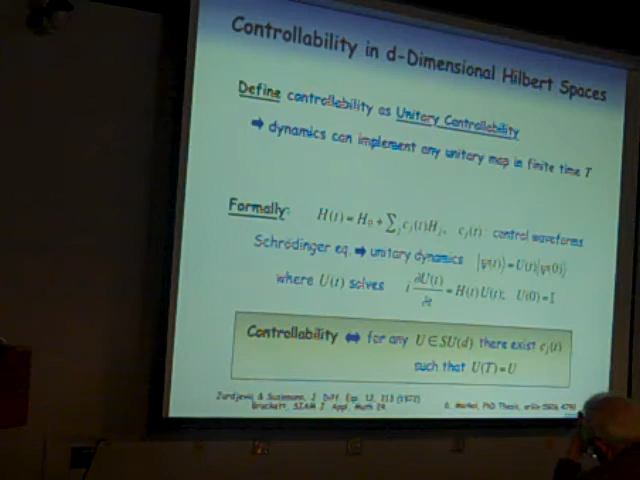 Controllability in d-Dimensional Hilbert Spaces
Define controllability as Unitary Controllability
➡ dynamics can implement any unitary map in finite time T
Formally: H(t) = H₀ + ∑ⱼ cⱼ(t)Hⱼ, cⱼ(t): control waveforms
Schrödinger eq. ➡ unitary dynamics |ψ(t)⟩ = U(t)|ψ(0)⟩
where U(t) solves i ∂U(t)/∂t = H(t)U(t); U(0) = I
Controllability ⇔ for any U ∈ SU(d) there exist cⱼ(t)
such that U(T) = U
Jurdjevic & Sussmann, J. Diff. Eq. 12, 313 (1972)
Brockett, SIAM J. Appl. Math
PhD Thesis, arXiv